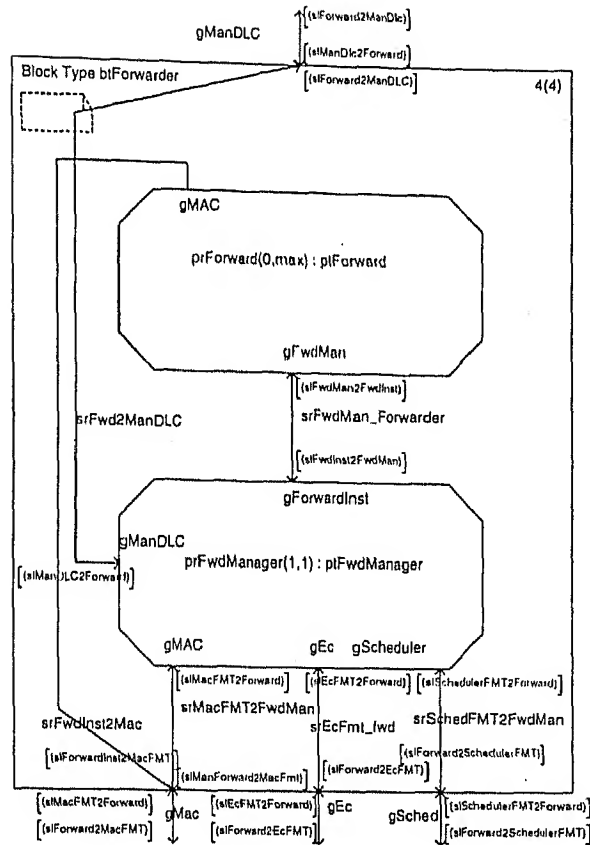 [(slForward2ManDlc)]
gManDLC
[(slManDlc2Forward)]
Block Type btForwarder
[(slForward2ManDLC)]
4(4)
gMAC
prForward(0,max) : ptForward
gFwdMan
[(slFwdMan2FwdInst)]
srFwd2ManDLC
srFwdMan_Forwarder
[(slFwdInst2FwdMan)]
gForwardInst
gManDLC
prFwdManager(1,1) : ptFwdManager
[(slManDLC2Forward)]
gMAC
gEc
gScheduler
[(slMacFMT2Forward)]
[(slEcFMT2Forward)]
[(slSchedulerFMT2Forward)]
srMacFMT2FwdMan
srFwdInst2Mac
srEcFmt_fwd
srSchedFMT2FwdMan
[(slForwardInst2MacFMT)]
[(slForward2SchedulerFMT)]
[(slManForward2MacFmt)]
[(slForward2EcFMT)]
[(slMacFMT2Forward)]
gMac
[(slEcFMT2Forward)]
gEc
gSched
[(slSchedulerFMT2Forward)]
[(slForward2MacFMT)]
[(slForward2EcFMT)]
[(slForward2SchedulerFMT)]